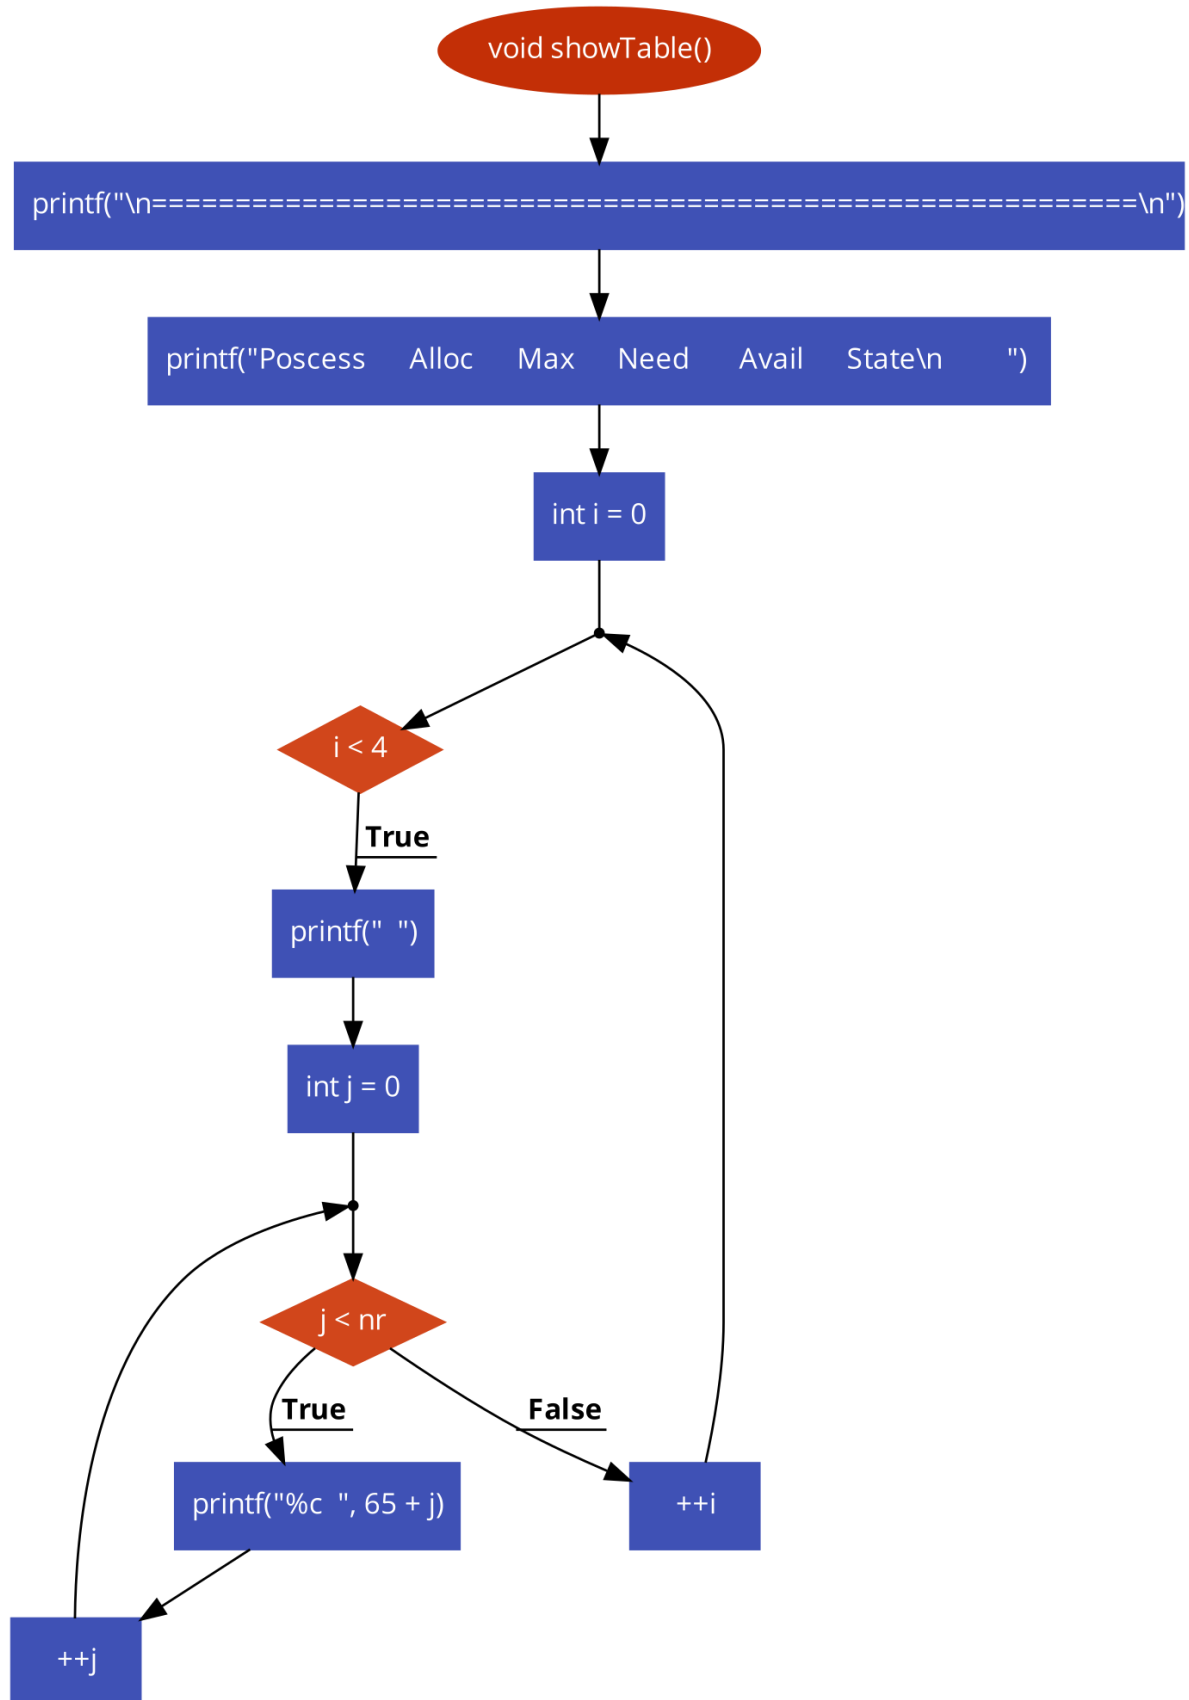 void showTable()
printf("\n===========================================================\n")
printf("Poscess      Alloc      Max      Need       Avail      State\n         ")
int i = 0
i < 4
True
printf("  ")
int j = 0
j < nr
True
False
printf("%c  ", 65 + j)
++i
++j